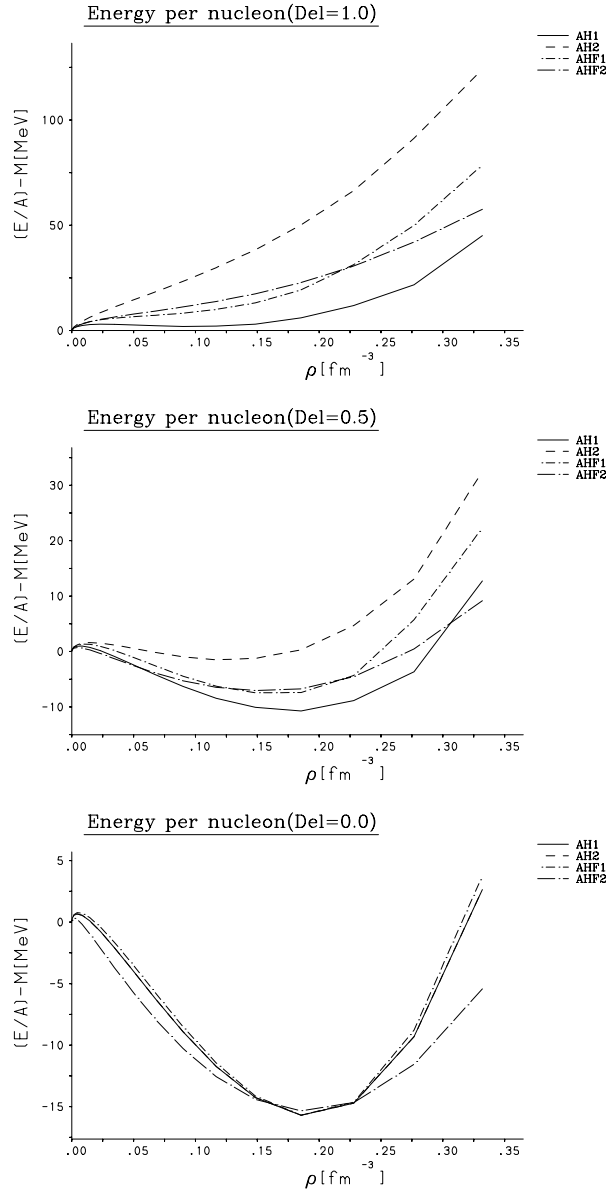 Energy per nucleon(Del=1.0)
AH1
AH2
AHF1
AHF2
(E/A)-M[MeV]
100
50
0
.00 .05 .10 .15 .20 .25 .30 .35
ρ[fm⁻³]
Energy per nucleon(Del=0.5)
AH1
AH2
AHF1
AHF2
(E/A)-M[MeV]
30
20
10
0
-10
.00 .05 .10 .15 .20 .25 .30 .35
ρ[fm⁻³]
Energy per nucleon(Del=0.0)
AH1
AH2
AHF1
AHF2
(E/A)-M[MeV]
5
0
-5
-10
-15
.00 .05 .10 .15 .20 .25 .30 .35
ρ[fm⁻³]